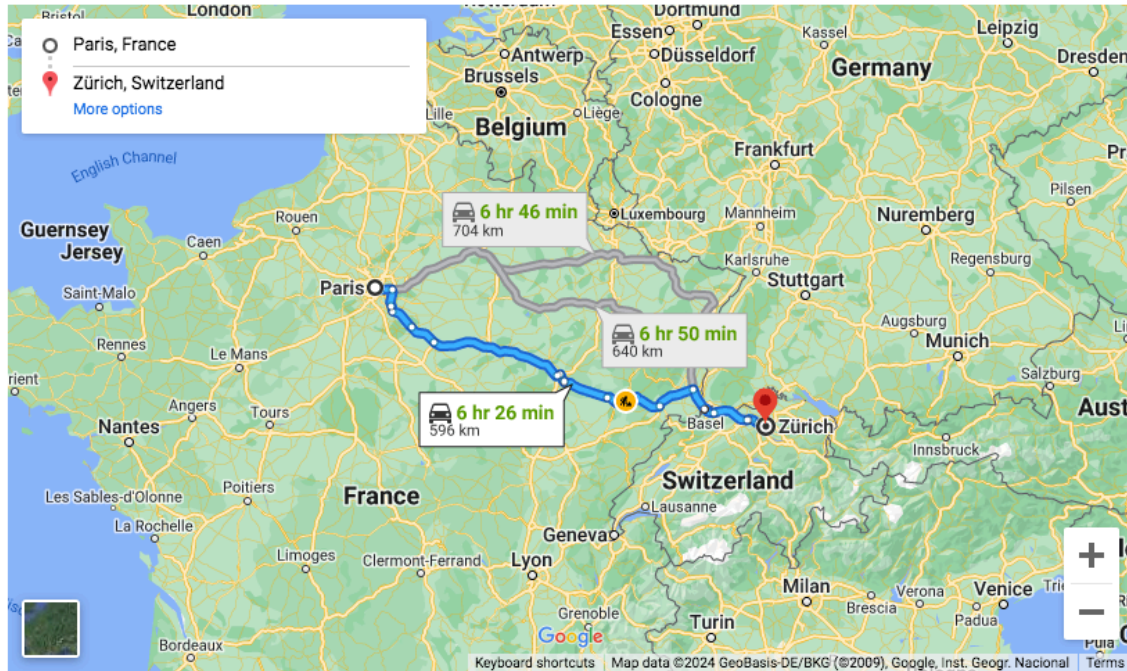 Paris, France
Zürich, Switzerland
More options
Bristol
London
Dortmund
Essen
Kassel
Leipzig
Antwerp
Düsseldorf
Germany
Dresden
Brussels
Cologne
Lille
Liège
Belgium
English Channel
Frankfurt
6 hr 46 min
704 km
Pilsen
Rouen
Luxembourg
Mannheim
Nuremberg
Guernsey
Jersey
Caen
Karlsruhe
Regensburg
Paris
Stuttgart
Saint-Malo
6 hr 50 min
640 km
Augsburg
Munich
Rennes
Le Mans
Salzburg
6 hr 26 min
596 km
Angers
Tours
Basel
Zürich
Aust
Nantes
Innsbruck
Switzerland
Poitiers
France
Les Sables-d'Olonne
Lausanne
La Rochelle
Geneva
Limoges
Clermont-Ferrand
Lyon
Milan
Verona
Venice
Brescia
Padua
Grenoble
Google
Turin
Bordeaux
Pula
Keyboard shortcuts
Map data ©2024 GeoBasis-DE/BKG (©2009), Google, Inst. Geogr. Nacional
Terms